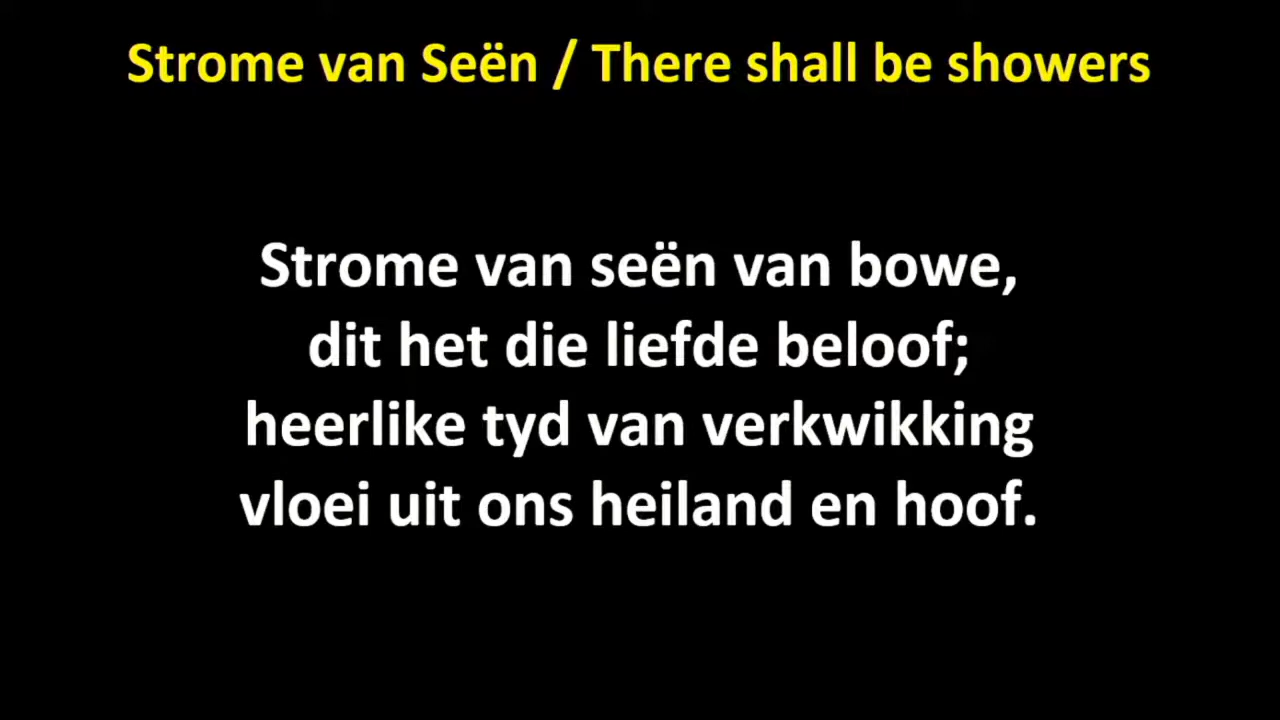 Strome van Seën / There shall be showers
Strome van seën van bowe,
dit het die liefde beloof;
heerlike tyd van verkwikking
vloei uit ons heiland en hoof.